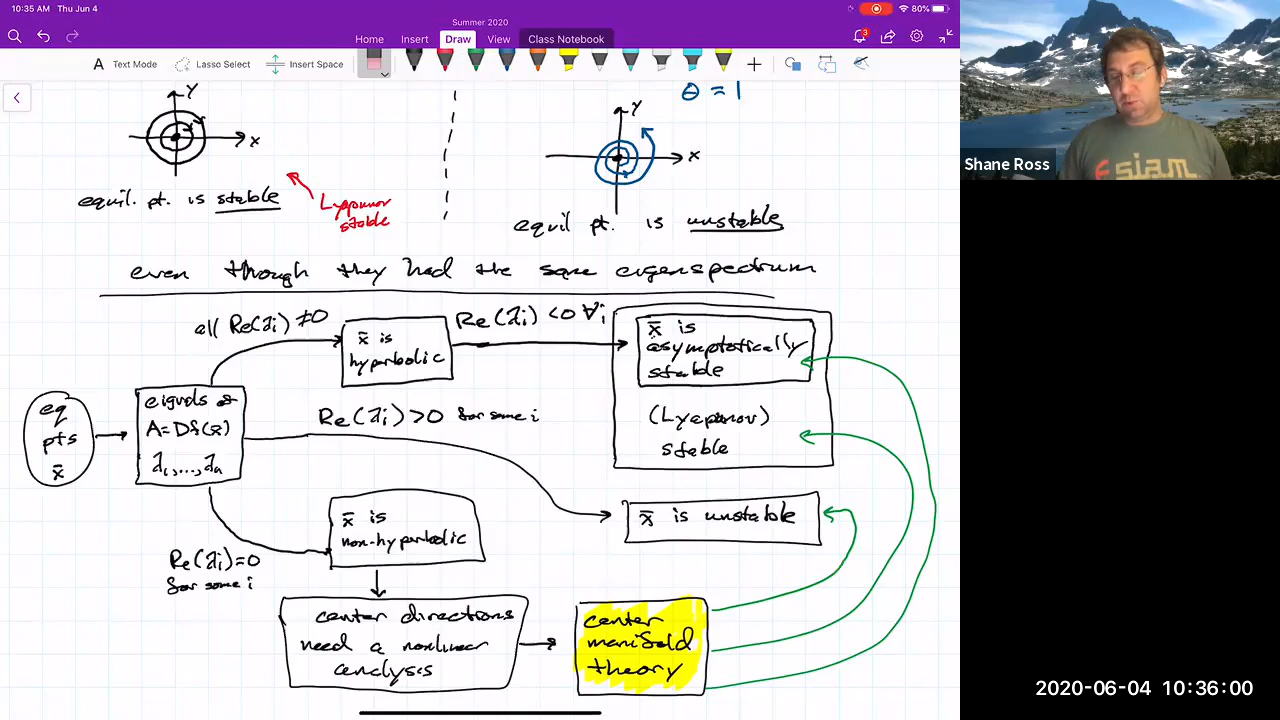 10:35 AM Thu Jun 4
80%
Summer 2020
Home Insert Draw View Class Notebook
3
A Text Mode Lasso Select Insert Space
θ̇ = 1
y
x
y
x
equil. pt. is stable
Lyapunov
stable
equil pt. is unstable
even though they had the same eigenspectrum
all Re(λi) ≠ 0
x̄ is
hyperbolic
Re(λi) < 0 ∀i
x̄ is
asymptotically
stable
(Lyapunov)
stable
eq
pts
x̄
eigvals of
A = Df(x̄)
λ1, ..., λn
Re(λi) > 0 for some i
x̄ is unstable
x̄ is
non-hyperbolic
Re(λi) = 0
for some i
center directions
need a nonlinear
analysis
center
manifold
theory
Shane Ross
siam
2020-06-04 10:36:00